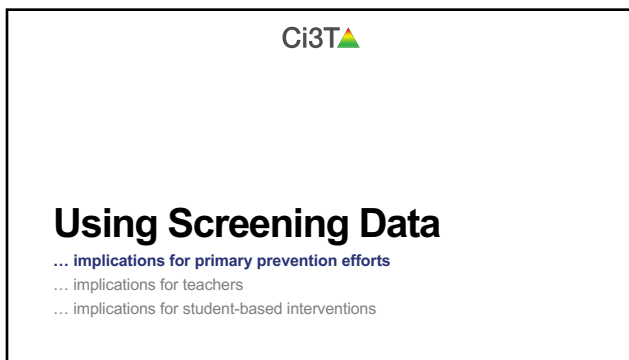 Ci3T
Using Screening Data
… implications for primary prevention efforts
… implications for teachers
… implications for student-based interventions